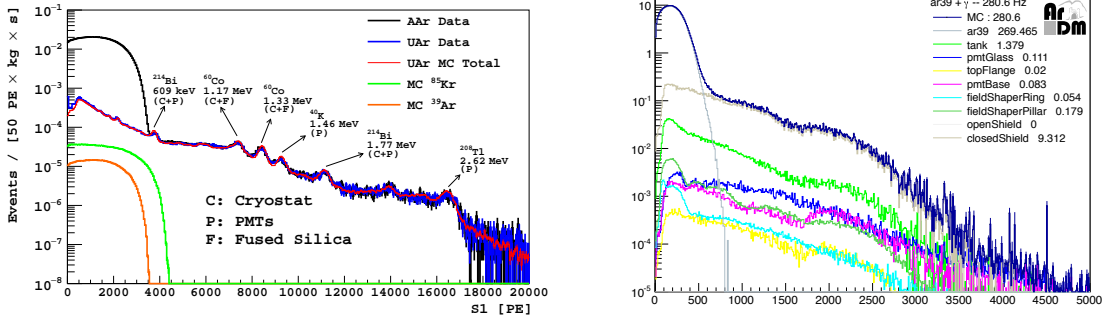 AAr Data
UAr Data
UAr MC Total
MC ⁸⁵Kr
MC ³⁹Ar
²¹⁴Bi
609 keV
(C+P)
⁶⁰Co
1.17 MeV
(C+F)
⁶⁰Co
1.33 MeV
(C+F)
⁴⁰K
1.46 MeV
(P)
²¹⁴Bi
1.77 MeV
(C+P)
²⁰⁸Tl
2.62 MeV
(P)
C: Cryostat
P: PMTs
F: Fused Silica
Events / [50 PE × kg × s]
10⁻¹
10⁻²
10⁻³
10⁻⁴
10⁻⁵
10⁻⁶
10⁻⁷
10⁻⁸
0 2000 4000 6000 8000 10000 12000 14000 16000 18000 20000
S1 [PE]
ar39 + γ -- 280.6 Hz
MC : 280.6
ar39 269.465
tank 1.379
pmtGlass 0.111
topFlange 0.02
pmtBase 0.083
fieldShaperRing 0.054
fieldShaperPillar 0.179
openShield 0
closedShield 9.312
Ar
DM
10
1
10⁻¹
10⁻²
10⁻³
10⁻⁴
10⁻⁵
0 500 1000 1500 2000 2500 3000 3500 4000 4500 5000